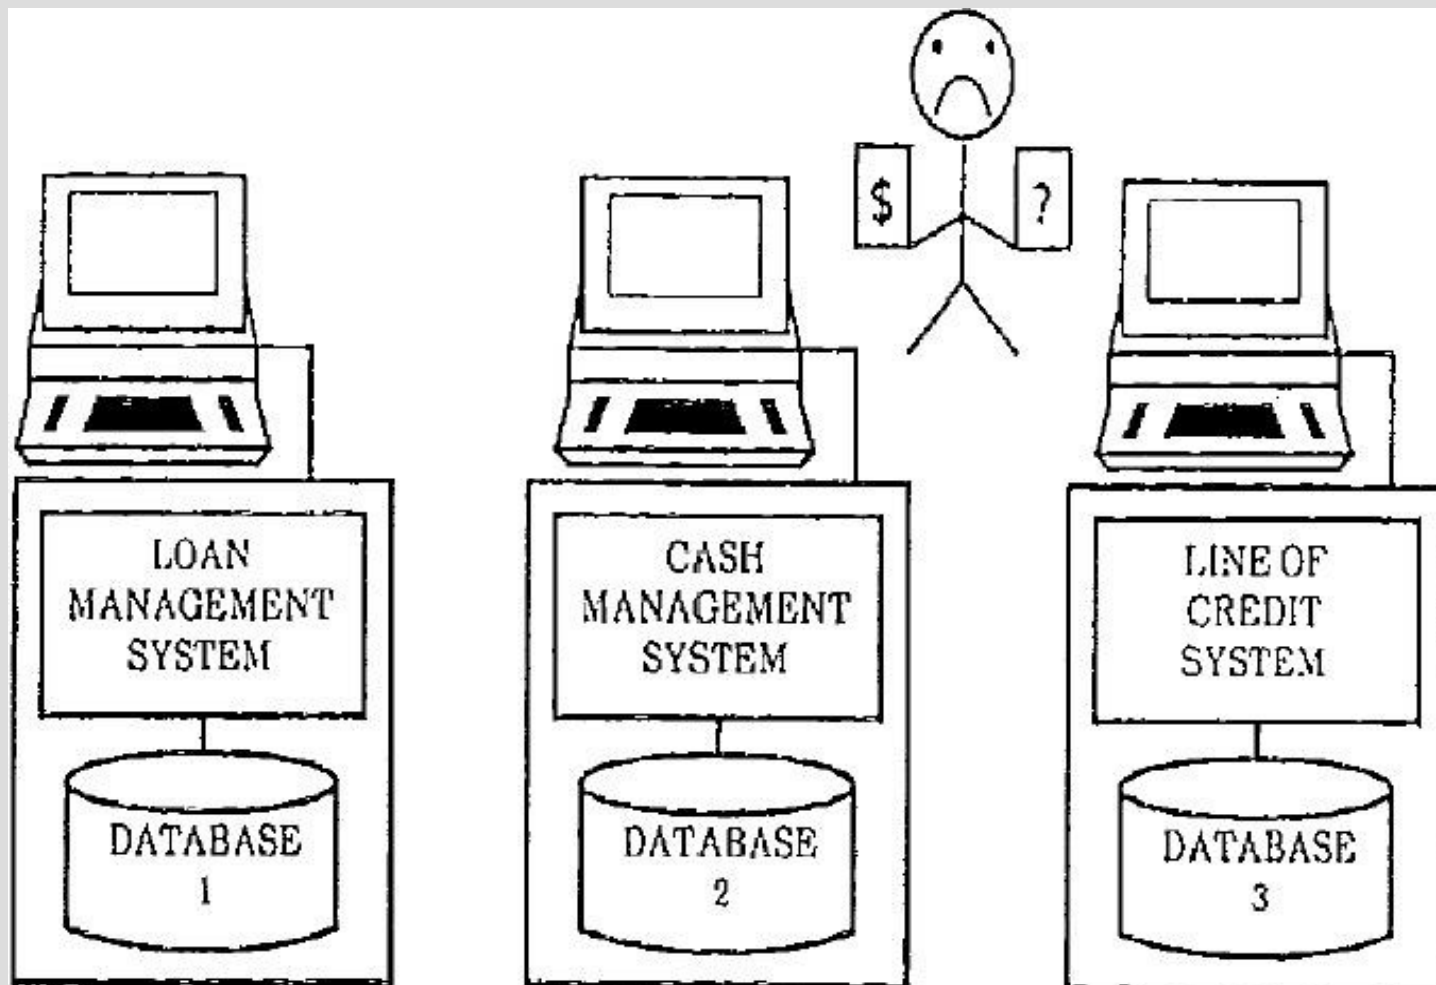 $
?
LOAN
MANAGEMENT
SYSTEM
DATABASE
1
CASH
MANAGEMENT
SYSTEM
DATABASE
2
LINE OF
CREDIT
SYSTEM
DATABASE
3